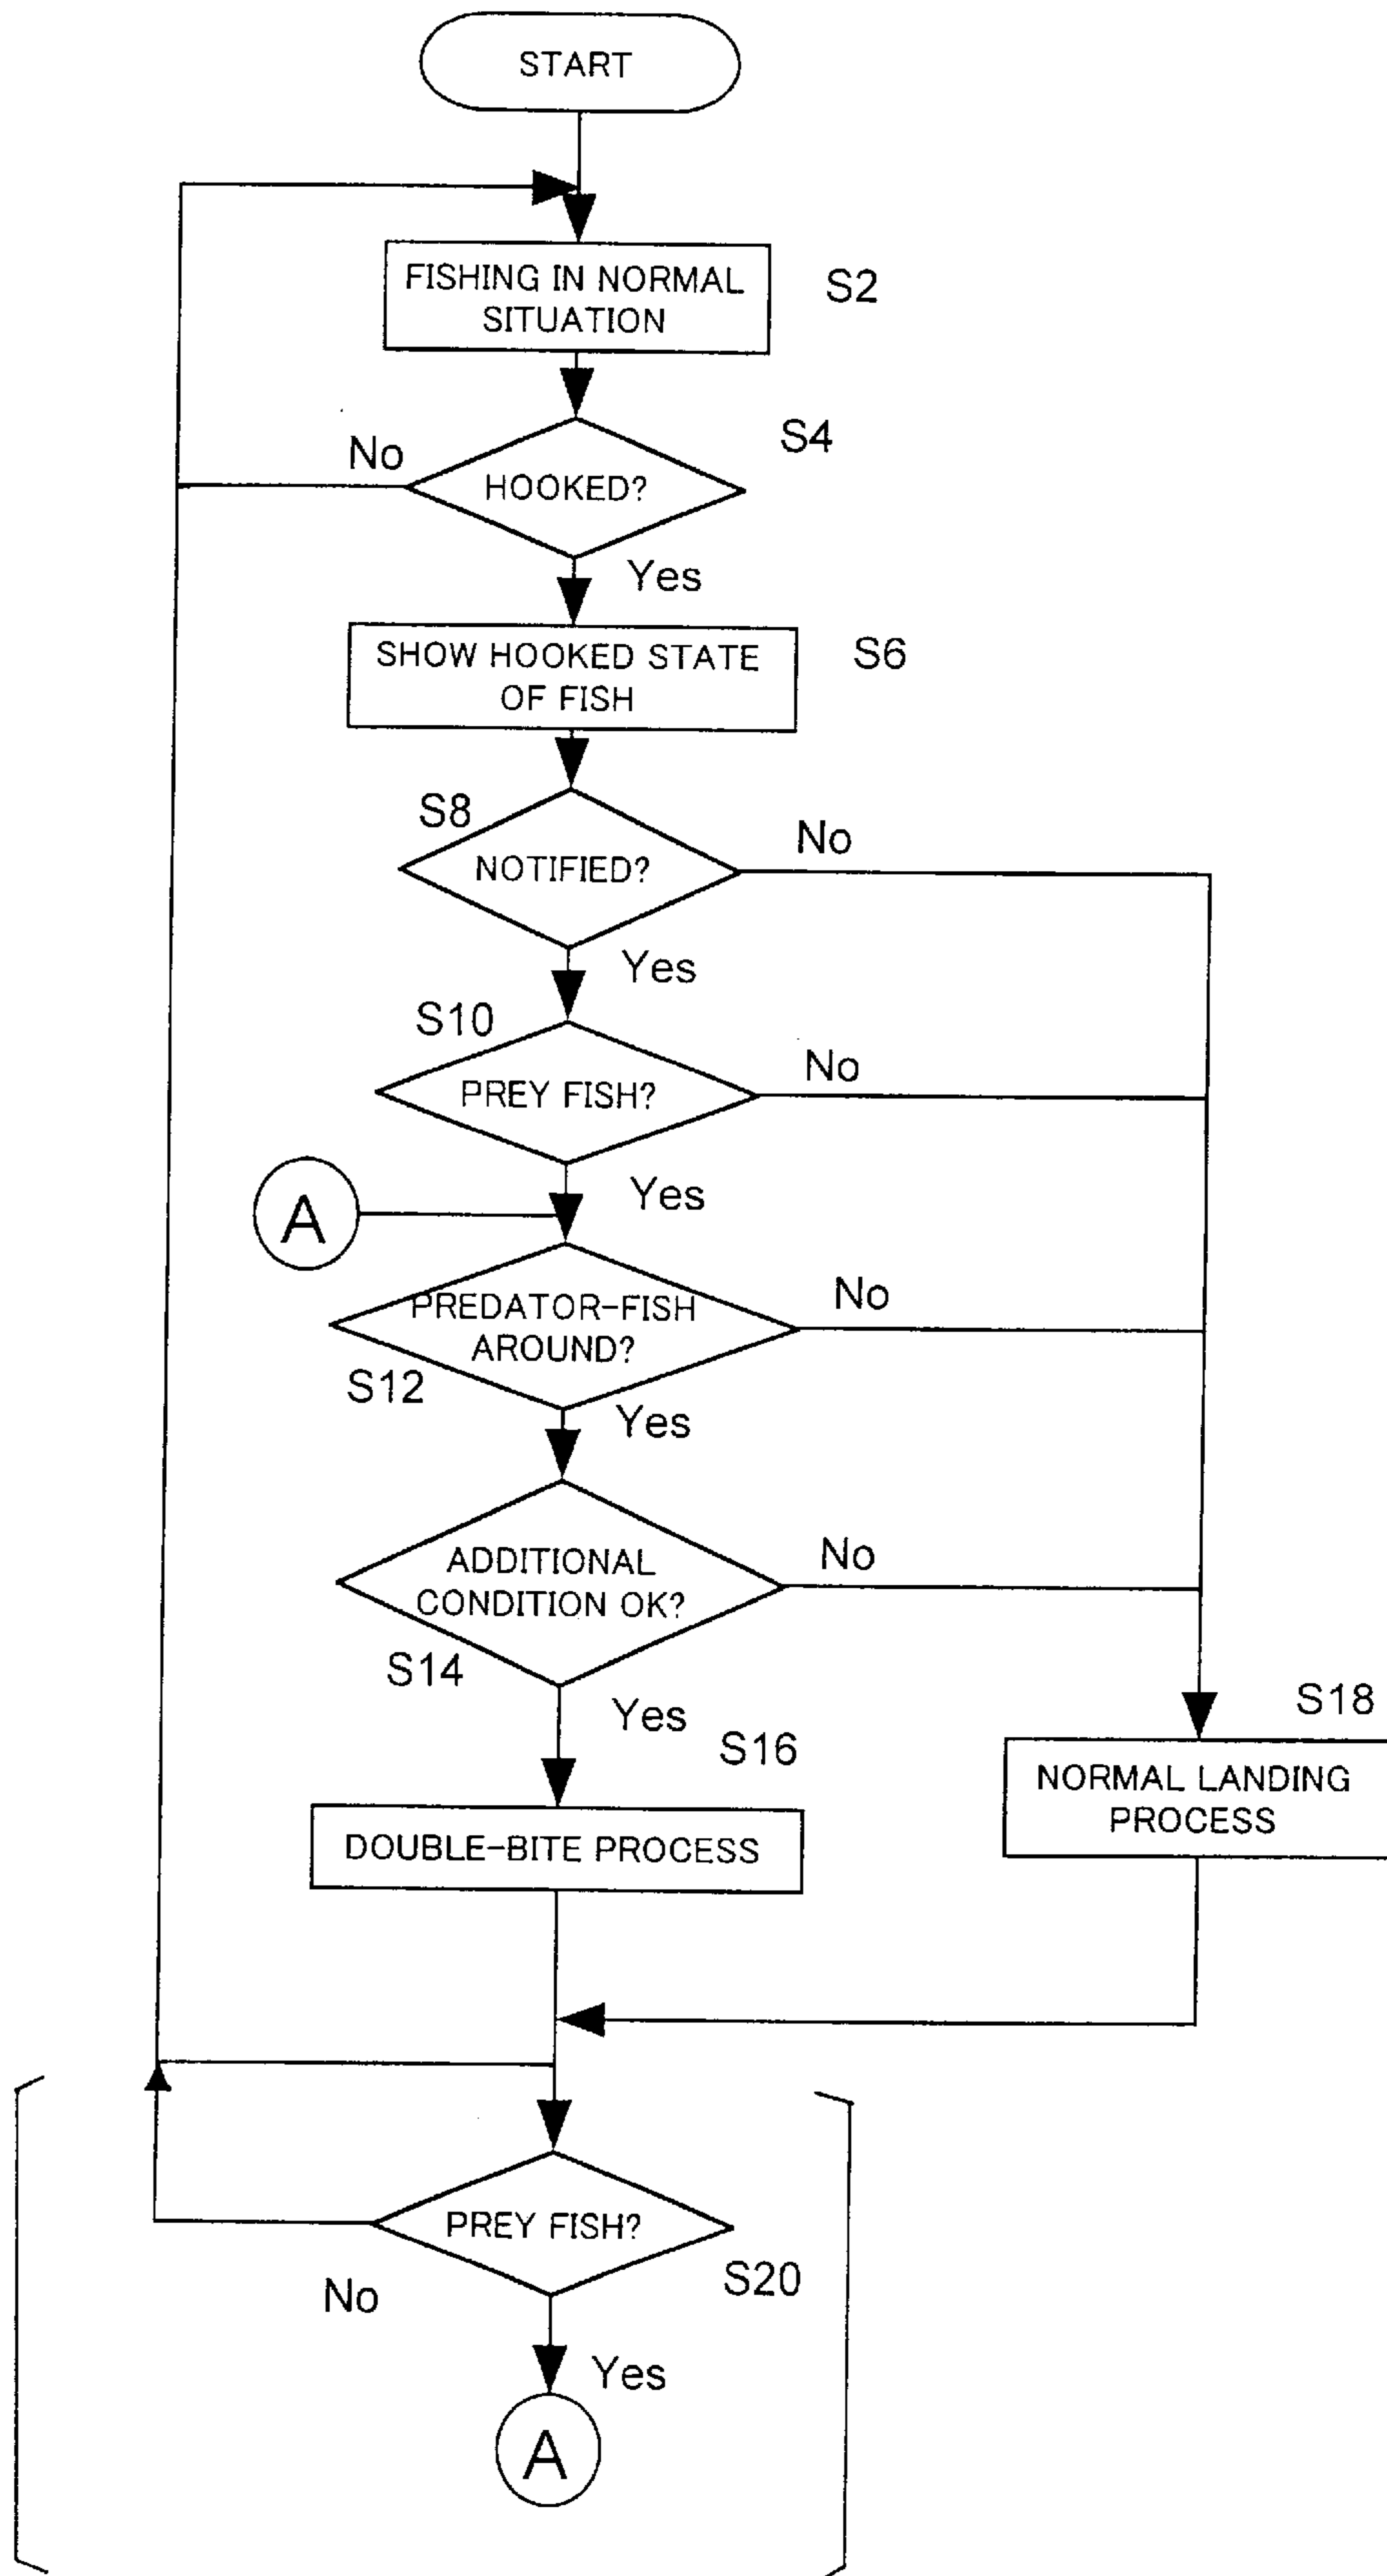 START
FISHING IN NORMAL
SITUATION
S2
S4
No
HOOKED?
Yes
SHOW HOOKED STATE
OF FISH
S6
S8
NOTIFIED?
No
Yes
S10
PREY FISH?
No
Yes
A
PREDATOR-FISH
AROUND?
No
S12
Yes
ADDITIONAL
CONDITION OK?
No
S14
Yes
S16
S18
DOUBLE-BITE PROCESS
NORMAL LANDING
PROCESS
PREY FISH?
S20
No
Yes
A